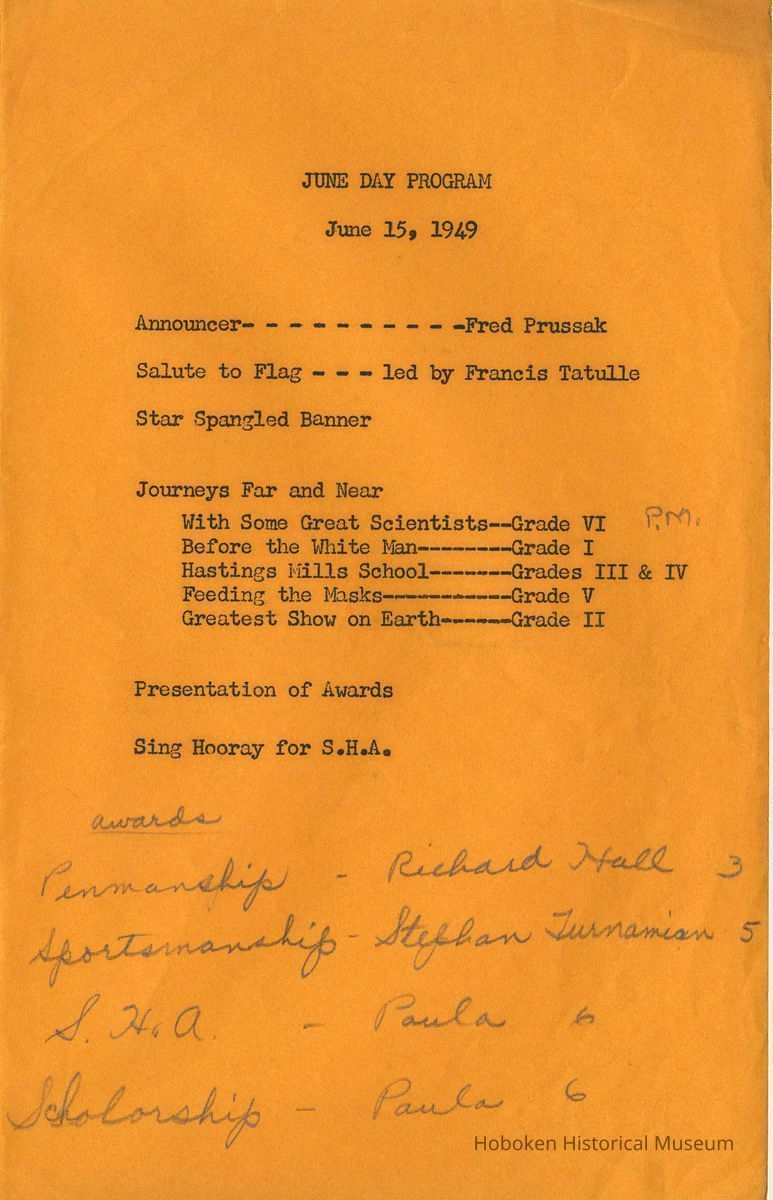 JUNE DAY PROGRAM
June 15, 1949
Announcer- - - - - - - - - - -Fred Prussak
Salute to Flag - - - led by Francis Tatulle
Star Spangled Banner
Journeys Far and Near
With Some Great Scientists--Grade VI P.M.
Before the White Man--------Grade I
Hastings Mills School-------Grades III & IV
Feeding the Masks-----------Grade V
Greatest Show on Earth------Grade II
Presentation of Awards
Sing Hooray for S.H.A.
awards
Penmanship - Richard Hall 3
Sportsmanship - Stephan Turnamian 5
S. H. A. - Paula 6
Scholorship - Paula 6
Hoboken Historical Museum